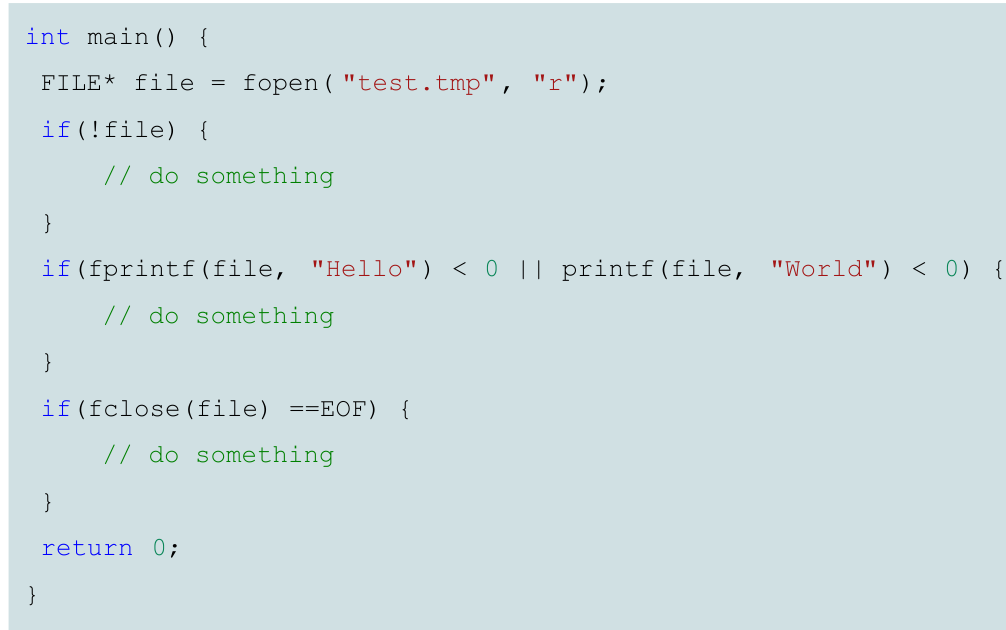 int main() {
FILE* file = fopen("test.tmp", "r");
if(!file) {
// do something
}
if(fprintf(file, "Hello") < 0 || printf(file, "World") < 0) {
// do something
}
if(fclose(file) ==EOF) {
// do something
}
return 0;
}